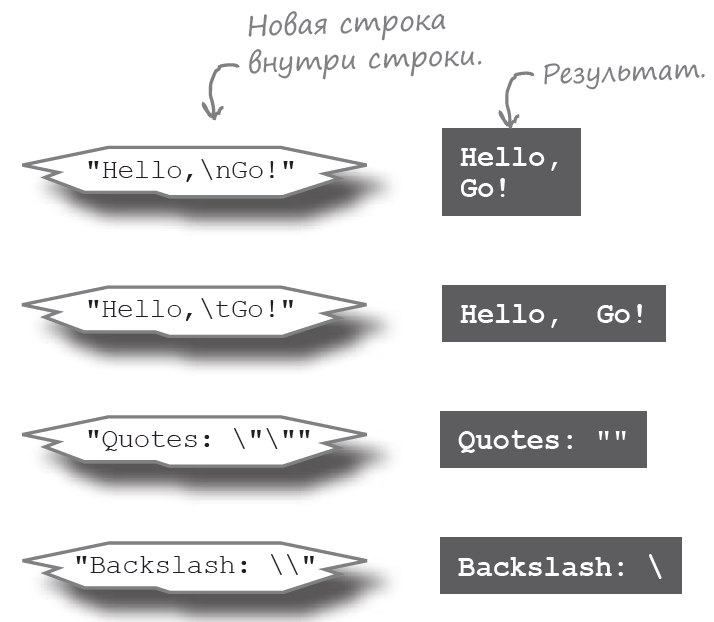 Новая строка
внутри строки.
Результат.
"Hello,\nGo!"
Hello,
Go!
"Hello,\tGo!"
Hello,  Go!
"Quotes: \"\""
Quotes: ""
"Backslash: \\"
Backslash: \